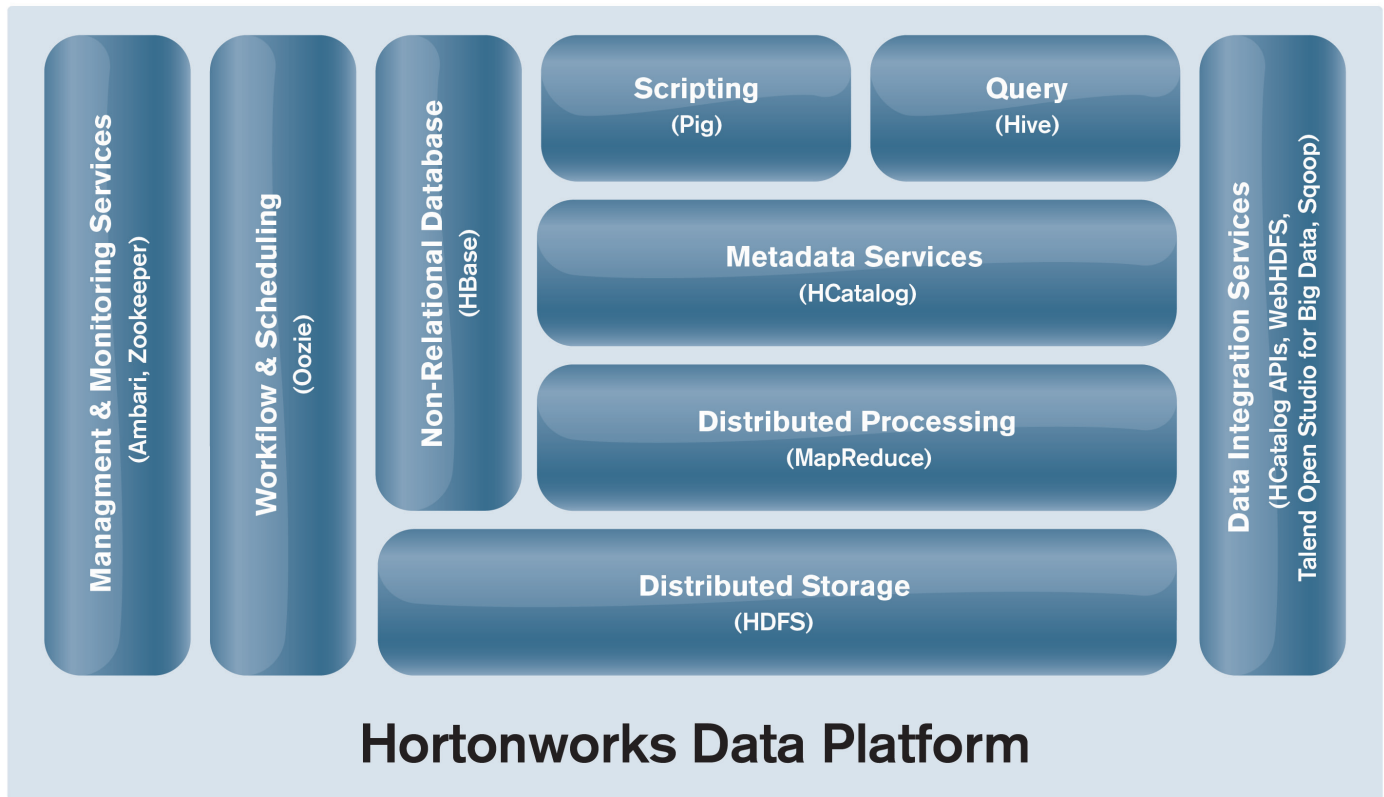 Managment & Monitoring Services
(Ambari, Zookeeper)
Workflow & Scheduling
(Oozie)
Non-Relational Database
(HBase)
Scripting
(Pig)
Query
(Hive)
Metadata Services
(HCatalog)
Distributed Processing
(MapReduce)
Distributed Storage
(HDFS)
Data Integration Services
(HCatalog APIs, WebHDFS,
Talend Open Studio for Big Data, Sqoop)
Hortonworks Data Platform